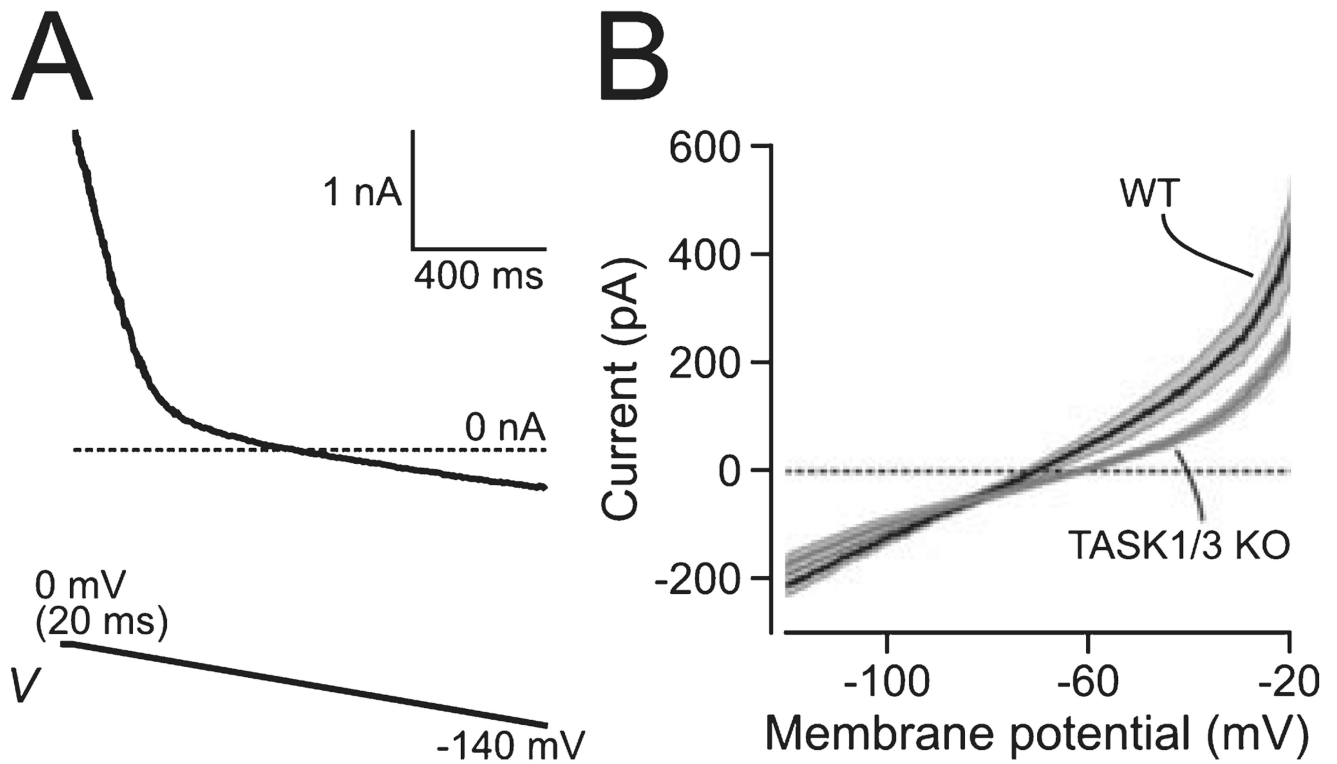 A
1 nA
400 ms
0 nA
0 mV
(20 ms)
V
-140 mV
B
600
400
200
0
-200
Current (pA)
WT
TASK1/3 KO
-100
-60
-20
Membrane potential (mV)